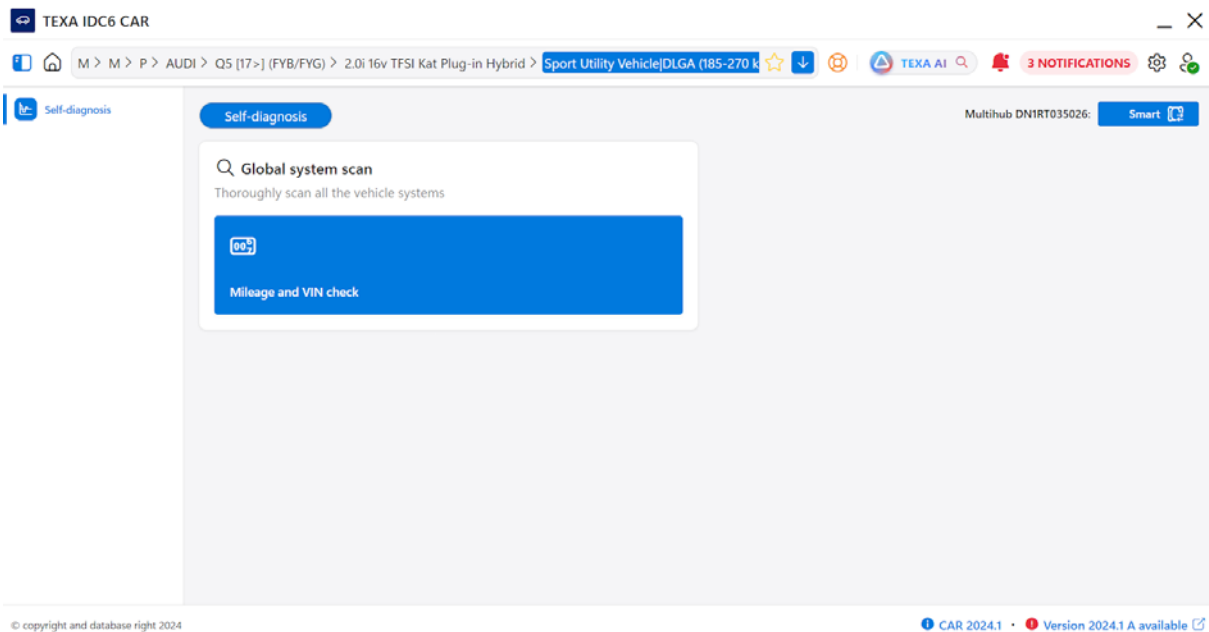 TEXA IDC6 CAR
M > M > P > AUDI > Q5 [17>] (FYB/FYG) > 2.0i 16v TFSI Kat Plug-in Hybrid > Sport Utility Vehicle|DLGA (185-270 k
TEXA AI
3 NOTIFICATIONS
Self-diagnosis
Self-diagnosis
Multihub DN1RT035026:
Smart
Global system scan
Thoroughly scan all the vehicle systems
Mileage and VIN check
© copyright and database right 2024
CAR 2024.1 • Version 2024.1 A available